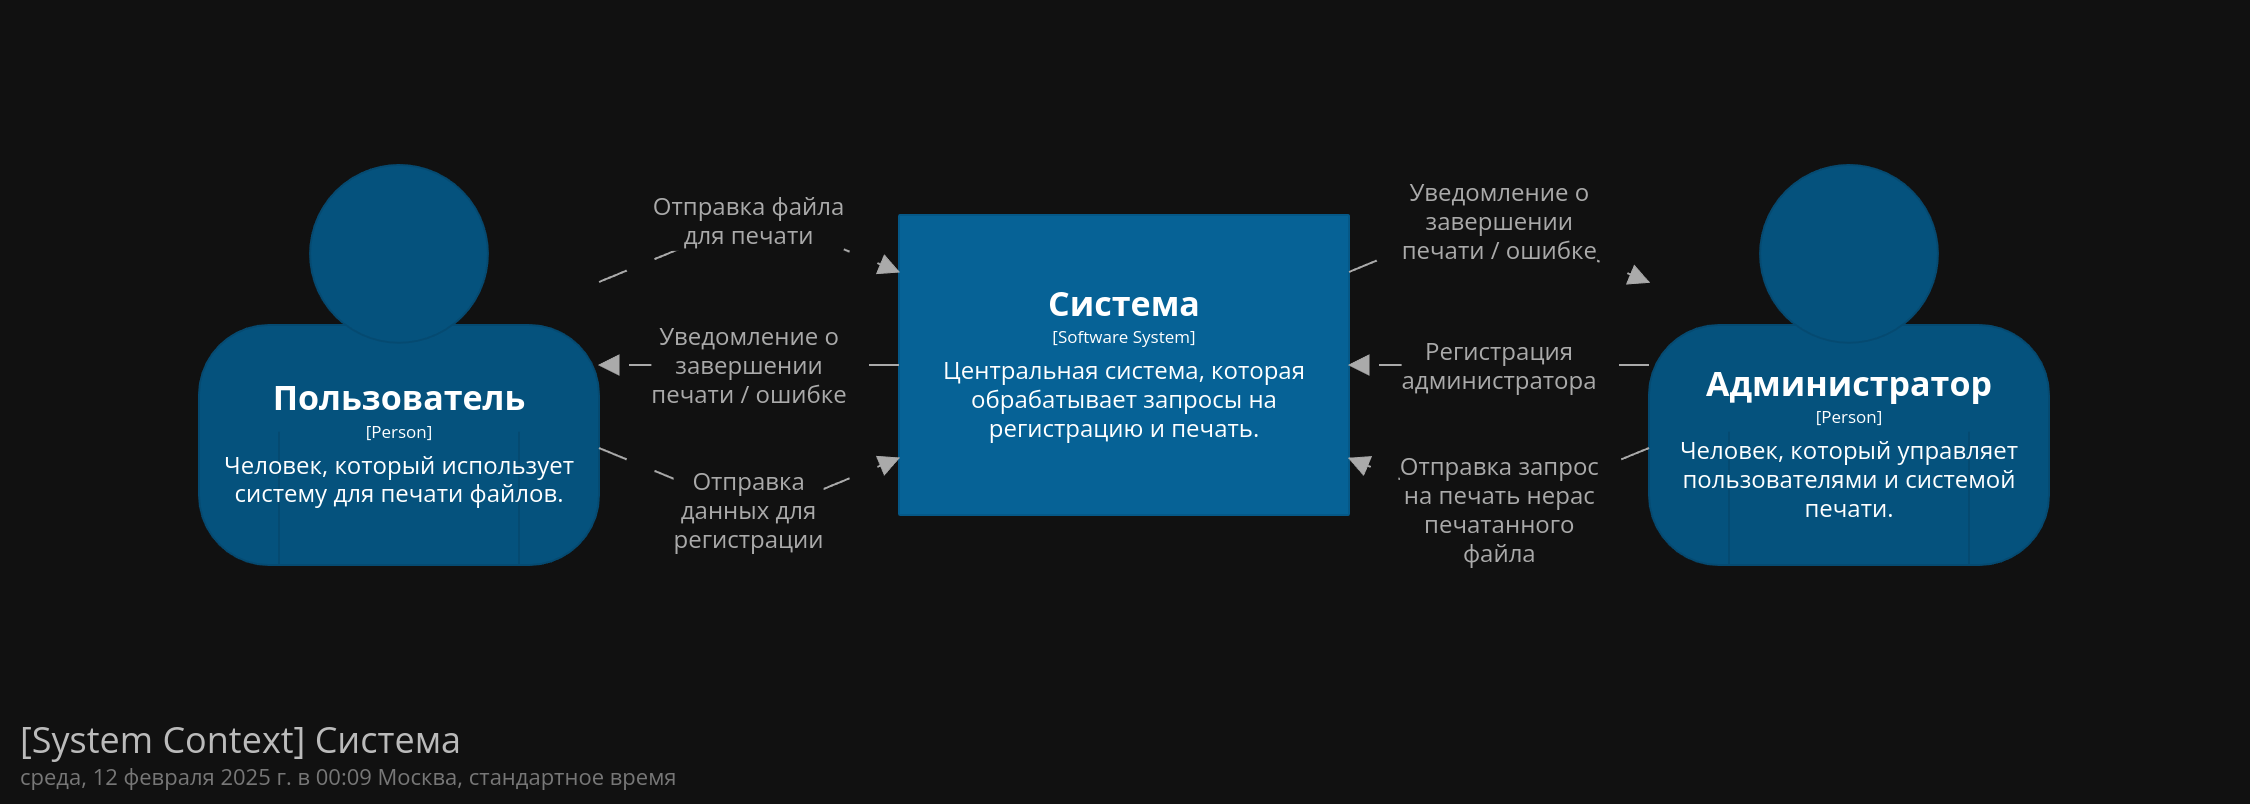 Отправка файла
для печати
Уведомление о
завершении
печати / ошибке
Отправка
данных для
регистрации
Пользователь
[Person]
Человек, который использует
систему для печати файлов.
Система
[Software System]
Центральная система, которая
обрабатывает запросы на
регистрацию и печать.
Уведомление о
завершении
печати / ошибке
Регистрация
администратора
Отправка запрос
на печать нерас
печатанного
файла
Администратор
[Person]
Человек, который управляет
пользователями и системой
печати.
[System Context] Система
среда, 12 февраля 2025 г. в 00:09 Москва, стандартное время